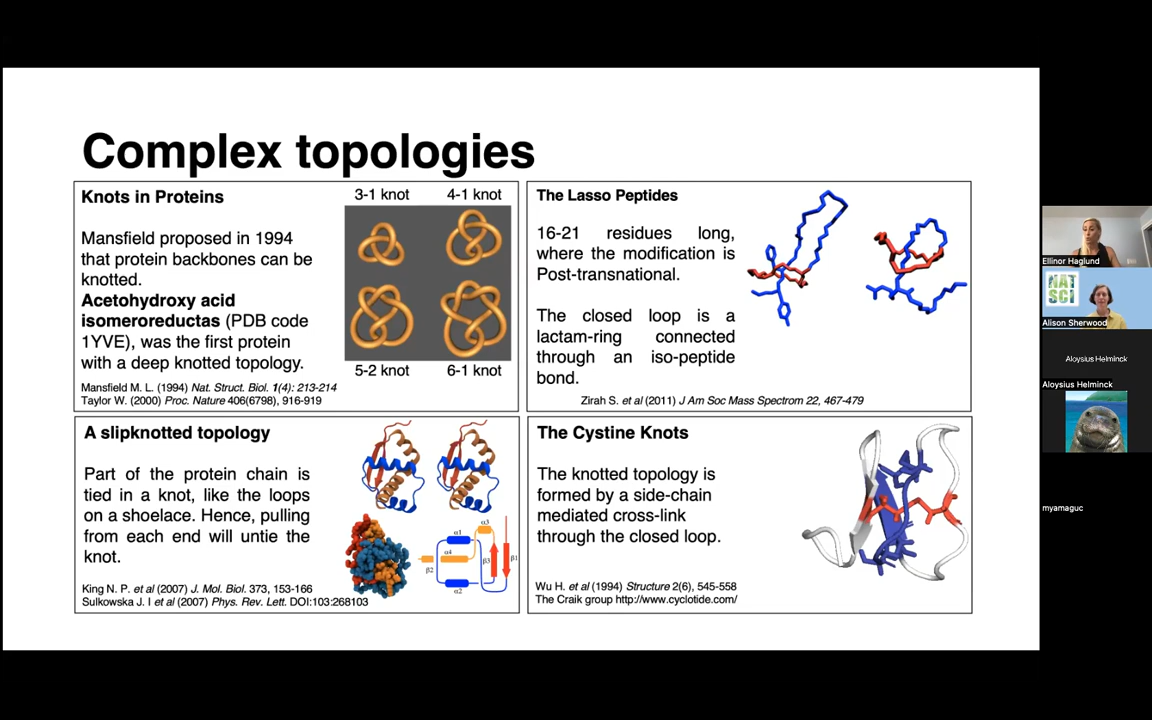 Complex topologies
Knots in Proteins
Mansfield proposed in 1994
that protein backbones can be
knotted.
Acetohydroxy acid
isomeroreductas (PDB code
1YVE), was the first protein
with a deep knotted topology.
Mansfield M. L. (1994) Nat. Struct. Biol. 1(4): 213-214
Taylor W. (2000) Proc. Nature 406(6798), 916-919
3-1 knot
4-1 knot
5-2 knot
6-1 knot
The Lasso Peptides
16-21 residues long,
where the modification is
Post-transnational.
The closed loop is a
lactam-ring connected
through an iso-peptide
bond.
Zirah S. et al (2011) J Am Soc Mass Spectrom 22, 467-479
A slipknotted topology
Part of the protein chain is
tied in a knot, like the loops
on a shoelace. Hence, pulling
from each end will untie the
knot.
King N. P. et al (2007) J. Mol. Biol. 373, 153-166
Sulkowska J. I et al (2007) Phys. Rev. Lett. DOI:103:268103
α3
α1
α4
β3
β1
β2
α2
The Cystine Knots
The knotted topology is
formed by a side-chain
mediated cross-link
through the closed loop.
Wu H. et al (1994) Structure 2(6), 545-558
The Craik group http://www.cyclotide.com/
Ellinor Haglund
NAT
SCI
Alison Sherwood
Aloysius Helminck
Aloysius Helminck
myamaguc